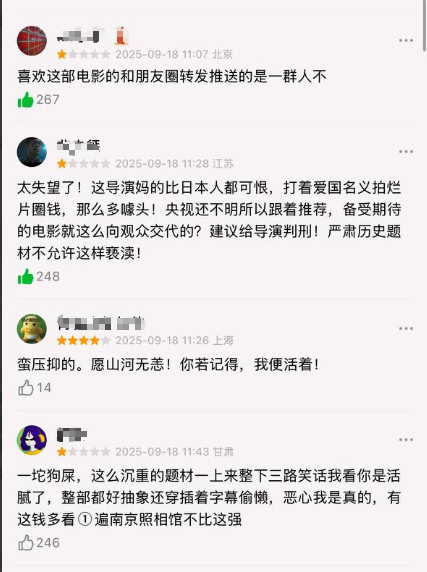 2025-09-18 11:07 北京
喜欢这部电影的和朋友圈转发推送的是一群人不
267
2025-09-18 11:28 江苏
太失望了！这导演妈的比日本人都可恨，打着爱国名义拍烂
片圈钱，那么多噱头！央视还不明所以跟着推荐，备受期待
的电影就这么向观众交代的？建议给导演判刑！严肃历史题
材不允许这样亵渎！
248
2025-09-18 11:26 上海
蛮压抑的。愿山河无恙！你若记得，我便活着！
14
2025-09-18 11:43 甘肃
一坨狗屎，这么沉重的题材一上来整下三路笑话我看你是活
腻了，整部都好抽象还穿插着字幕偷懒，恶心我是真的，有
这钱多看①遍南京照相馆不比这强
246